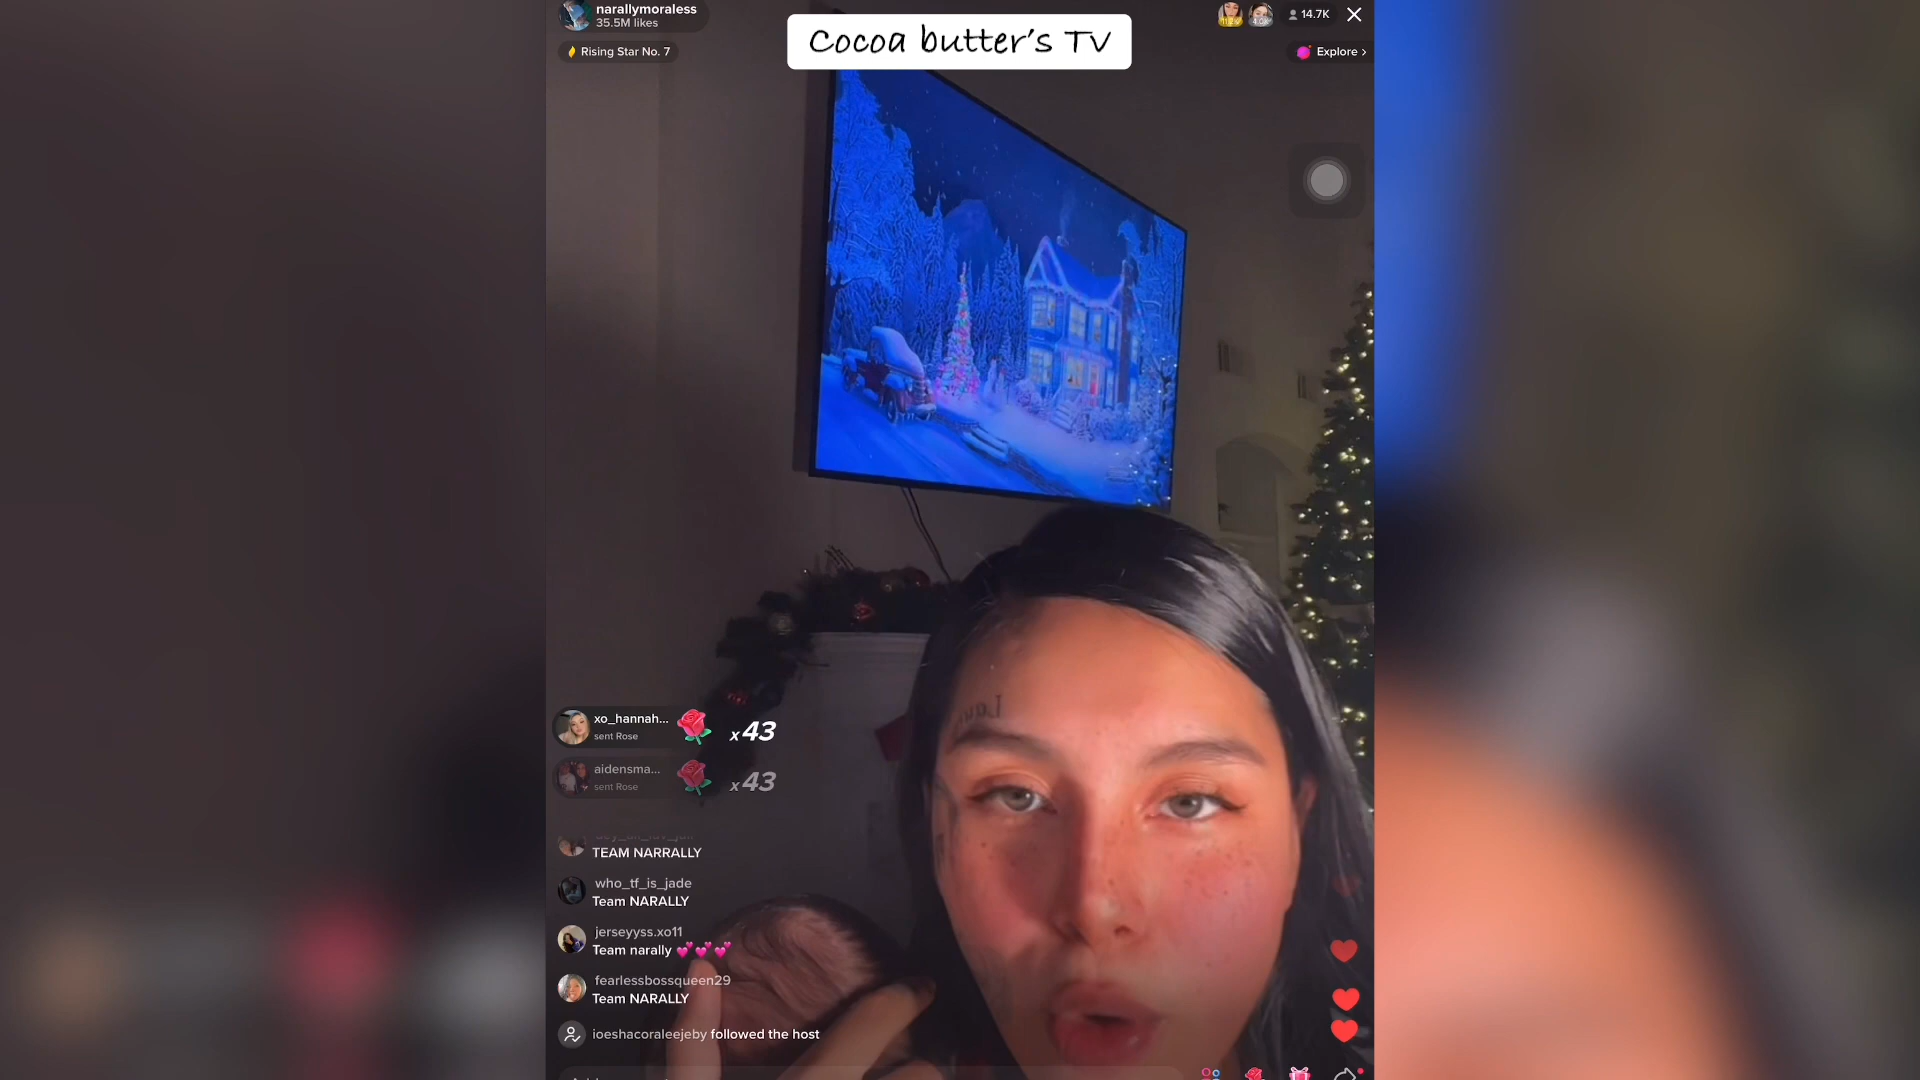 narallymoraless
35.5M likes
14.7K
Rising Star No. 7
Cocoa butter's TV
Explore >
xo_hannah...
sent Rose
x43
aidensma...
sent Rose
x43
TEAM NARRALLY
who_tf_is_jade
Team NARALLY
jerseyyss.xo11
Team narally 💕💕💕
fearlessbossqueen29
Team NARALLY
ioeshacoraleejeby followed the host